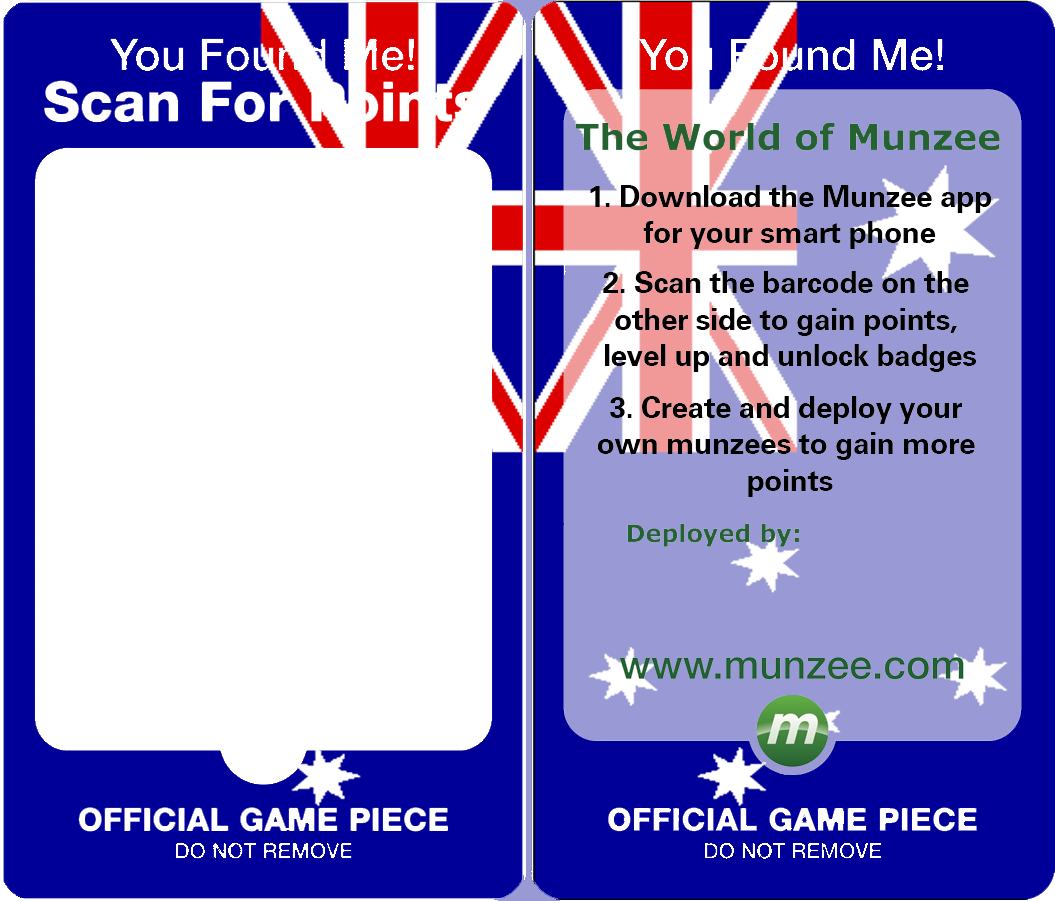 You Found Me!
Scan For Points
OFFICIAL GAME PIECE
DO NOT REMOVE
You Found Me!
The World of Munzee
1. Download the Munzee app
for your smart phone
2. Scan the barcode on the
other side to gain points,
level up and unlock badges
3. Create and deploy your
own munzees to gain more
points
Deployed by:
www.munzee.com
m
OFFICIAL GAME PIECE
DO NOT REMOVE